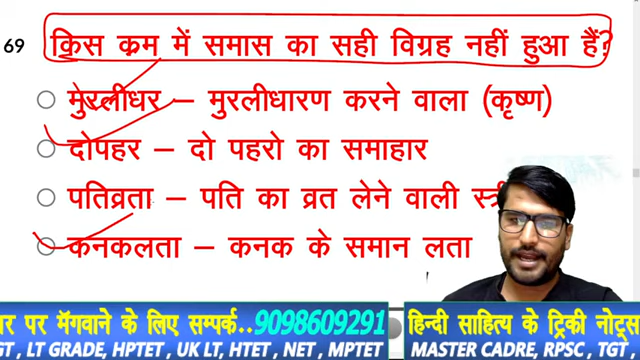 69 किस क्रम में समास का सही विग्रह नहीं हुआ हैं?
मुरलीधर – मुरलीधारण करने वाला (कृष्ण)
दोपहर – दो पहरो का समाहार
पतिव्रता – पति का व्रत लेने वाली स्त्री
कनकलता – कनक के समान लता
पर मँगवाने के लिए सम्पर्क..9098609291 हिन्दी साहित्य के ट्रिकी नोट्स
GT , LT GRADE, HPTET , UK LT, HTET , NET , MPTET MASTER CADRE, RPSC , TGT